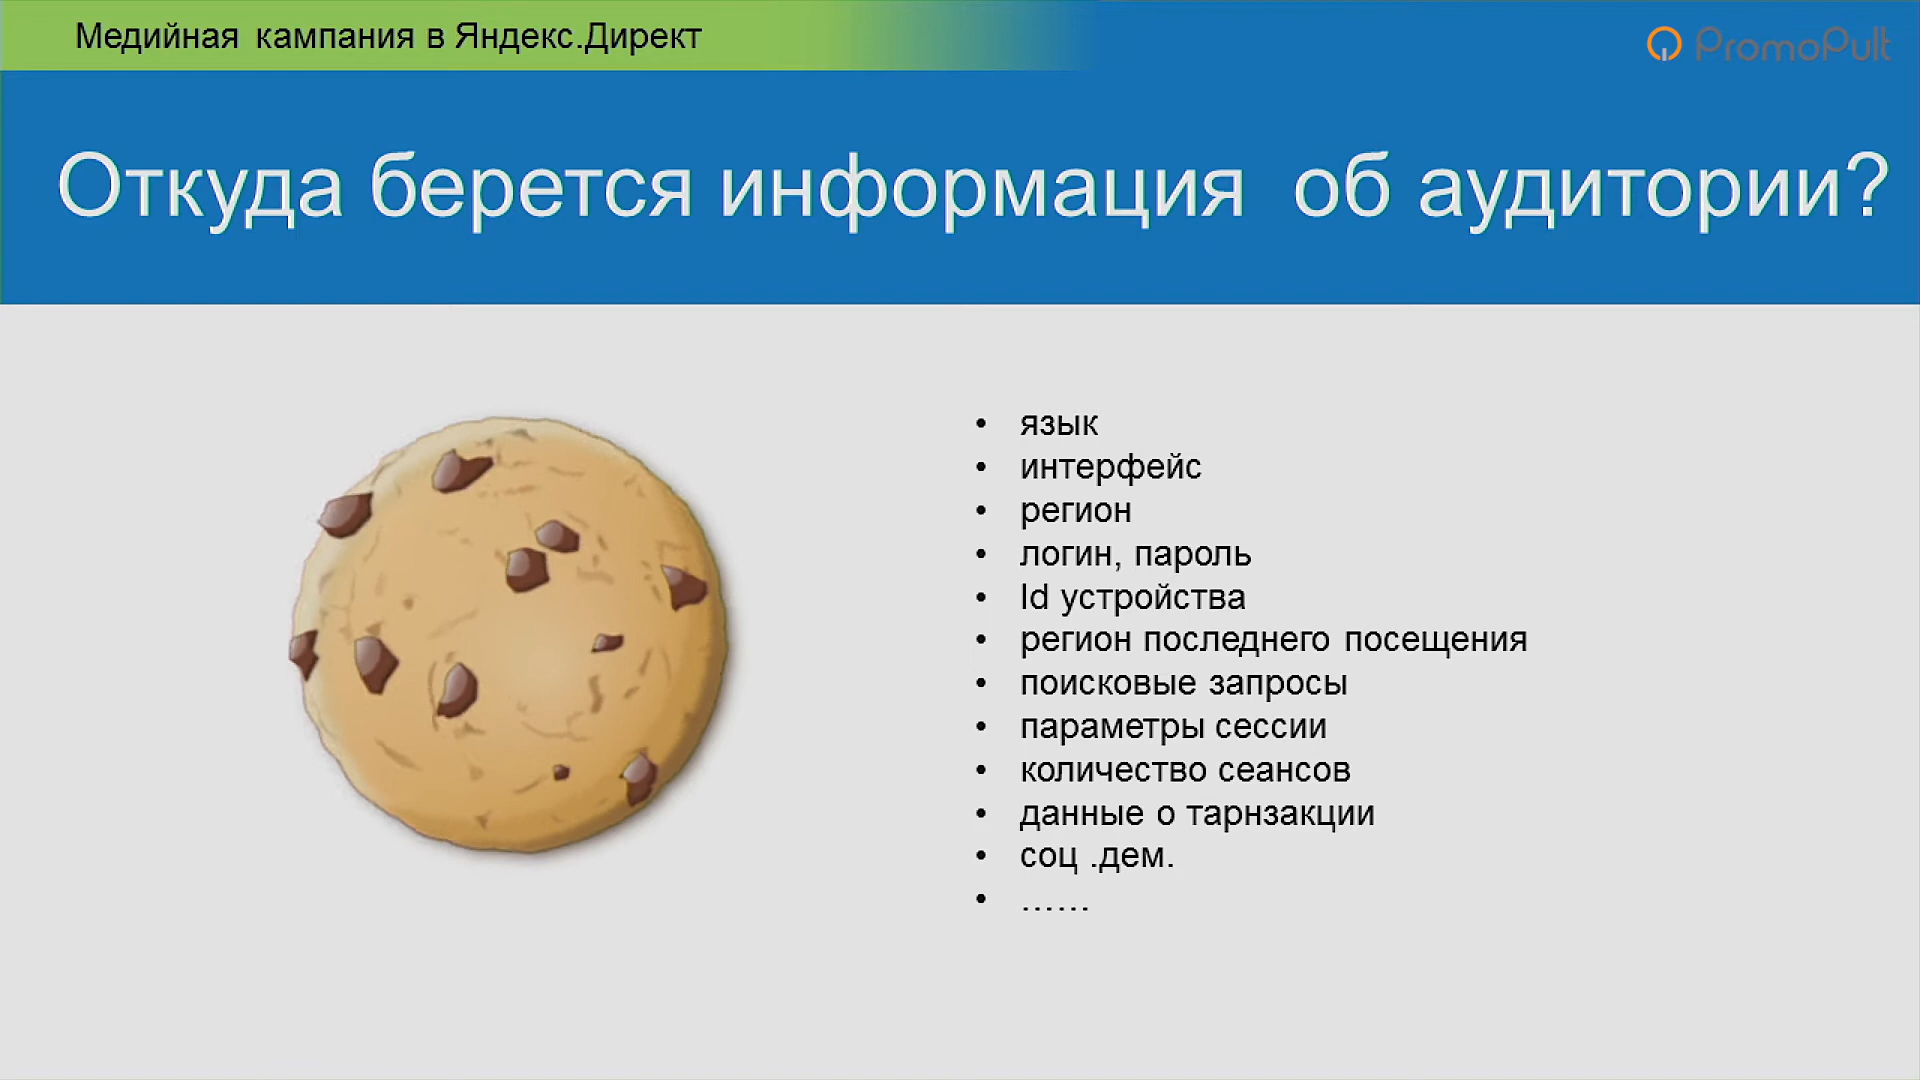 Медийная кампания в Яндекс.Директ
PromoPult
Откуда берется информация об аудитории?
• язык
• интерфейс
• регион
• логин, пароль
• Id устройства
• регион последнего посещения
• поисковые запросы
• параметры сессии
• количество сеансов
• данные о тарнзакции
• соц .дем.
• ......